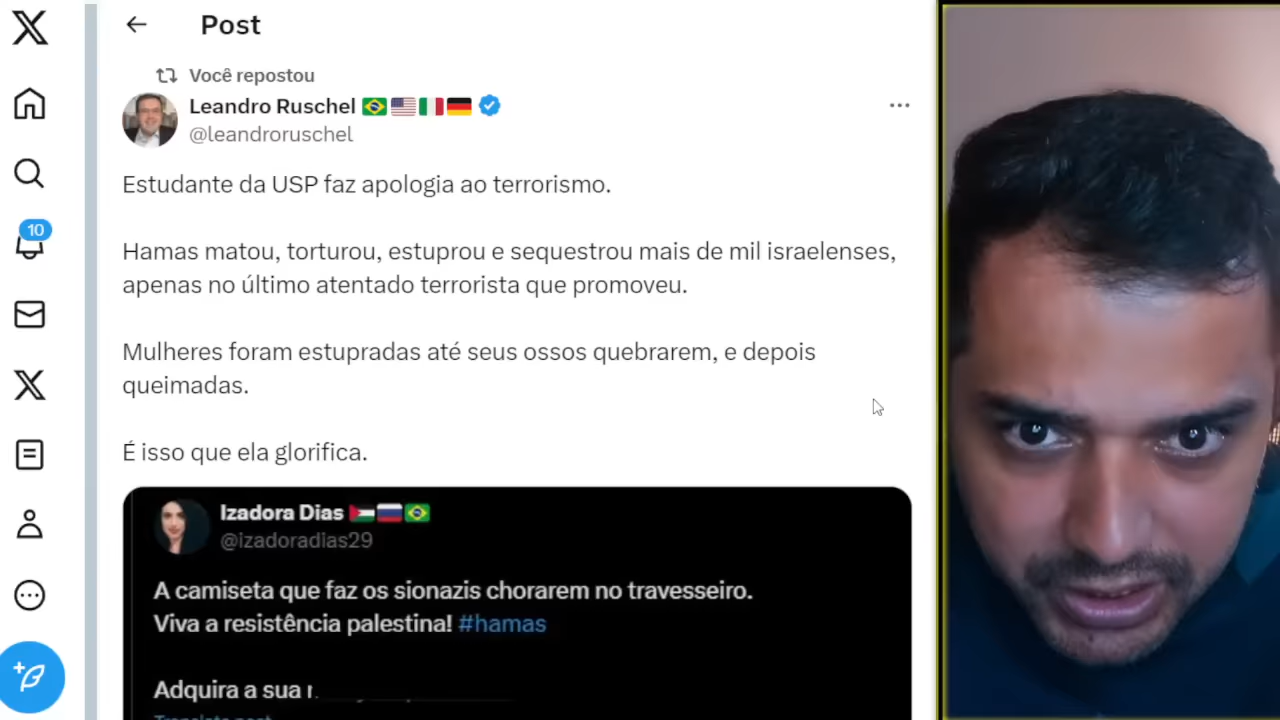 Post
Você repostou
Leandro Ruschel
@leandroruschel
10
Estudante da USP faz apologia ao terrorismo.
Hamas matou, torturou, estuprou e sequestrou mais de mil israelenses,
apenas no último atentado terrorista que promoveu.
Mulheres foram estupradas até seus ossos quebrarem, e depois
queimadas.
É isso que ela glorifica.
Izadora Dias
@izadoradias29
A camiseta que faz os sionazis chorarem no travesseiro.
Viva a resistência palestina! #hamas
Adquira a sua